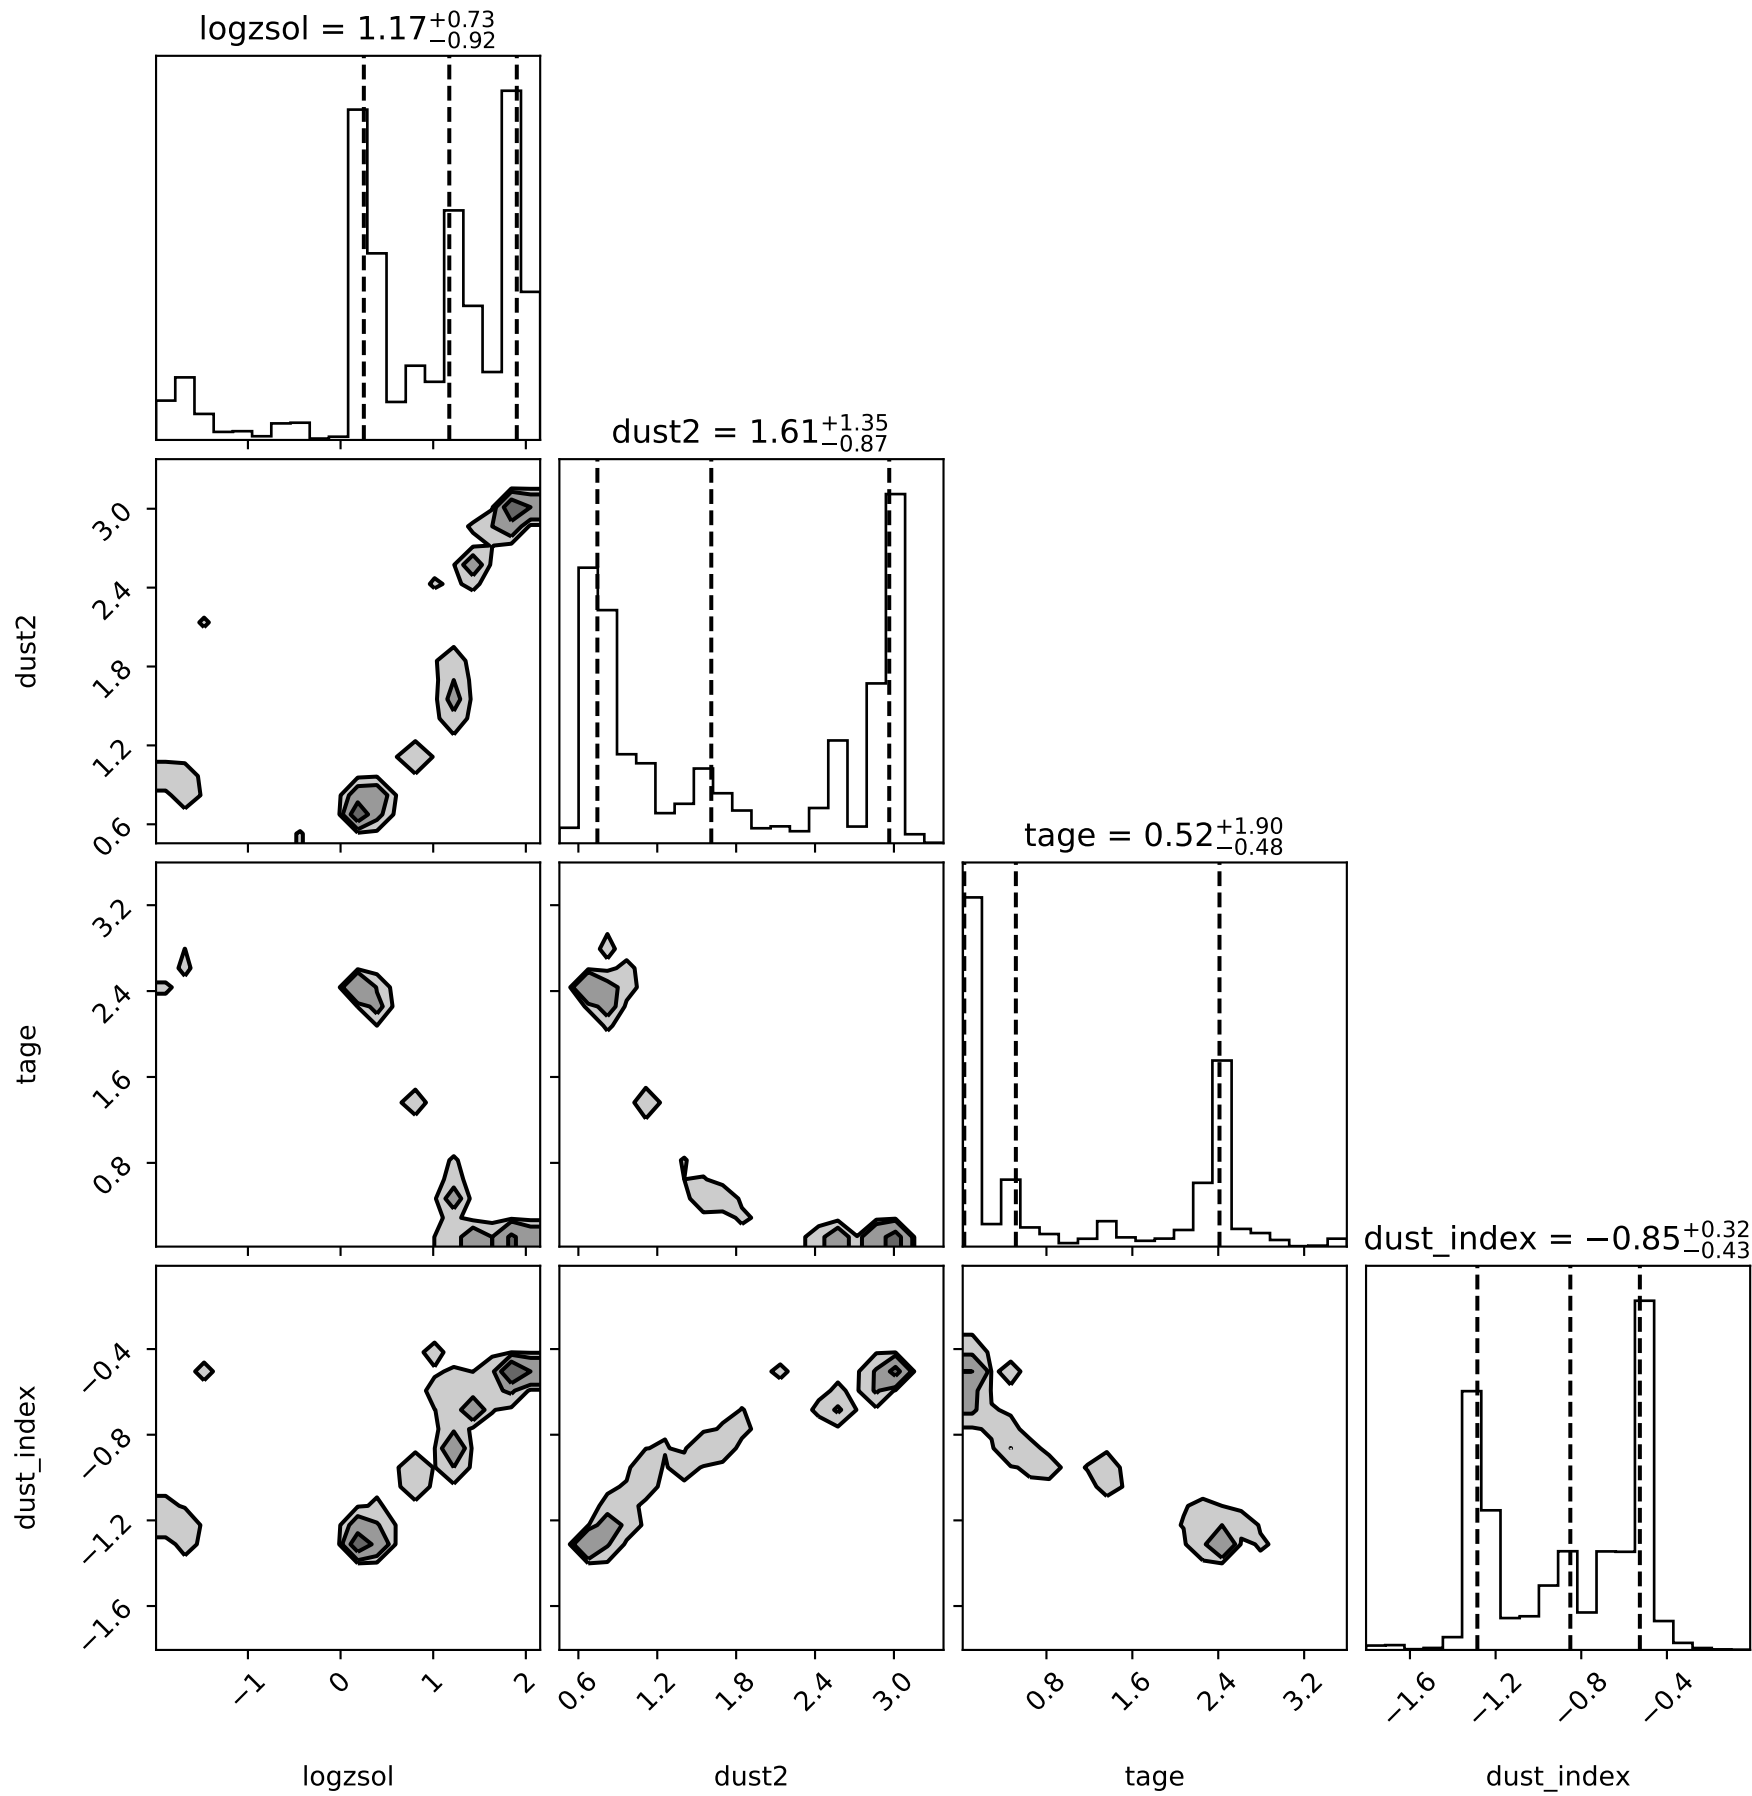 logzsol = 1.17+0.73−0.92
dust2 = 1.61+1.35−0.87
tage = 0.52+1.90−0.48
dust_index = −0.85+0.32−0.43
dust2
3.0
2.4
1.8
1.2
0.6
tage
3.2
2.4
1.6
0.8
dust_index
−0.4
−0.8
−1.2
−1.6
−1 0 1 2
0.6 1.2 1.8 2.4 3.0
0.8 1.6 2.4 3.2
−1.6 −1.2 −0.8 −0.4
logzsol
dust2
tage
dust_index